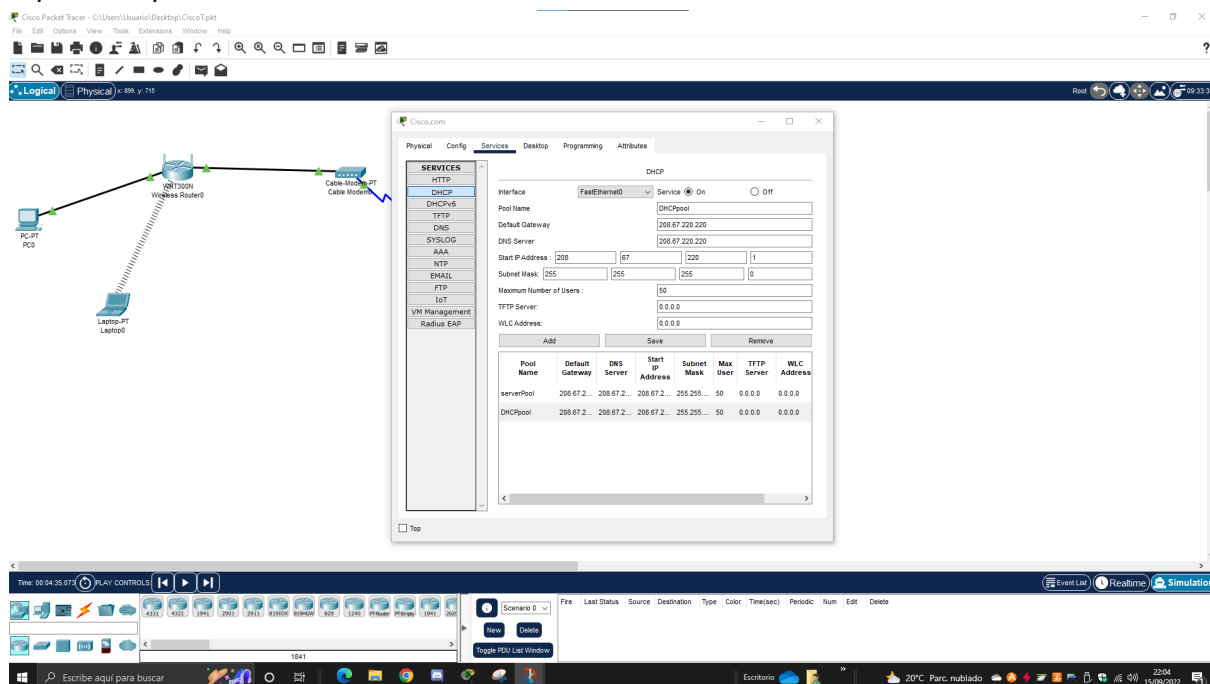 Cisco Packet Tracer - C:\Users\Usuario\Desktop\CiscoT.pkt
File Edit Options View Tools Extensions Window Help
?
Logical Physical x: 899, y: 716 Root 09:33:3
Cisco.com
Physical Config Services Desktop Programming Attributes
SERVICES
HTTP
DHCP
DHCPv6
TFTP
DNS
SYSLOG
AAA
NTP
EMAIL
FTP
IoT
VM Management
Radius EAP
DHCP
Interface FastEthernet0 Service On Off
Pool Name DHCPpool
Default Gateway 208.67.220.220
DNS Server 208.67.220.220
Start IP Address : 208 67 220 1
Subnet Mask: 255 255 255 0
Maximum Number of Users : 50
TFTP Server: 0.0.0.0
WLC Address: 0.0.0.0
Add Save Remove
Pool Name Default Gateway DNS Server Start IP Address Subnet Mask Max User TFTP Server WLC Address
serverPool 208.67.2... 208.67.2... 208.67.2... 255.255.... 50 0.0.0.0 0.0.0.0
DHCPpool 208.67.2... 208.67.2... 208.67.2... 255.255.... 50 0.0.0.0 0.0.0.0
Top
WRT300N
Wireless Router0
Cable-Modem-PT
Cable Modem0
PC-PT
PC0
Laptop-PT
Laptop0
Time: 00:04:35.073 PLAY CONTROLS: Event List Realtime Simulation
4331 4321 1941 2901 2911 819IOX 819HGW 829 1240 PT-Router PT-Empty 1841
1841
Scenario 0
New Delete
Toggle PDU List Window
Fire Last Status Source Destination Type Color Time(sec) Periodic Num Edit Delete
Escribe aquí para buscar
Escritorio
20°C Parc. nublado
22:04
15/09/2022